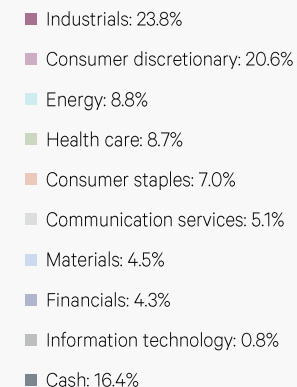 Industrials: 23.8%
Consumer discretionary: 20.6%
Energy: 8.8%
Health care: 8.7%
Consumer staples: 7.0%
Communication services: 5.1%
Materials: 4.5%
Financials: 4.3%
Information technology: 0.8%
Cash: 16.4%